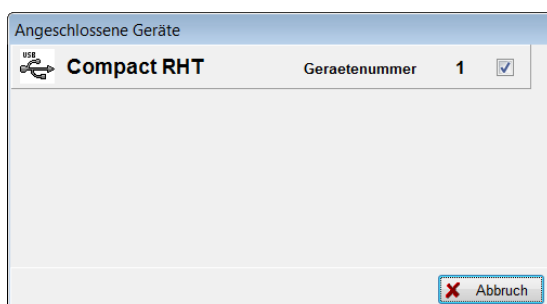 Angeschlossene Geräte
USB
Compact RHT Geraetenummer 1
Abbruch